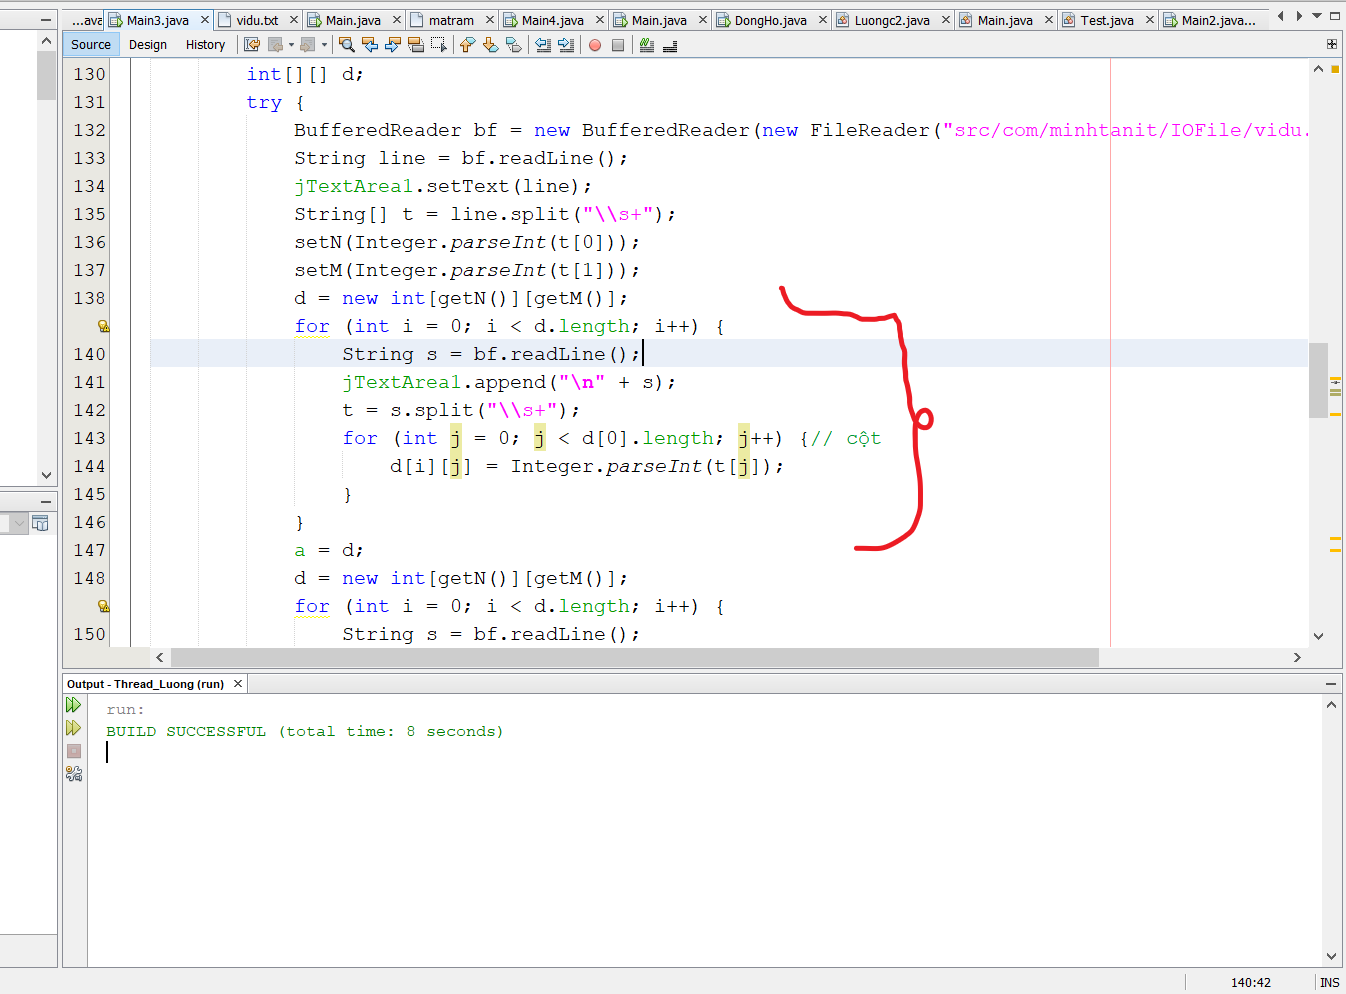 ...java Main3.java vidu.txt Main.java matram Main4.java Main.java DongHo.java Luongc2.java Main.java Test.java Main2.java...
Source Design History
130 int[][] d;
131 try {
132 BufferedReader bf = new BufferedReader(new FileReader("src/com/minhtanit/IOFile/vidu.
133 String line = bf.readLine();
134 jTextArea1.setText(line);
135 String[] t = line.split("\\s+");
136 setN(Integer.parseInt(t[0]));
137 setM(Integer.parseInt(t[1]));
138 d = new int[getN()][getM()];
for (int i = 0; i < d.length; i++) {
140 String s = bf.readLine();
141 jTextArea1.append("\n" + s);
142 t = s.split("\\s+");
143 for (int j = 0; j < d[0].length; j++) {// cột
144 d[i][j] = Integer.parseInt(t[j]);
145 }
146 }
147 a = d;
148 d = new int[getN()][getM()];
for (int i = 0; i < d.length; i++) {
150 String s = bf.readLine();
Output - Thread_Luong (run)
run:
BUILD SUCCESSFUL (total time: 8 seconds)
140:42 INS